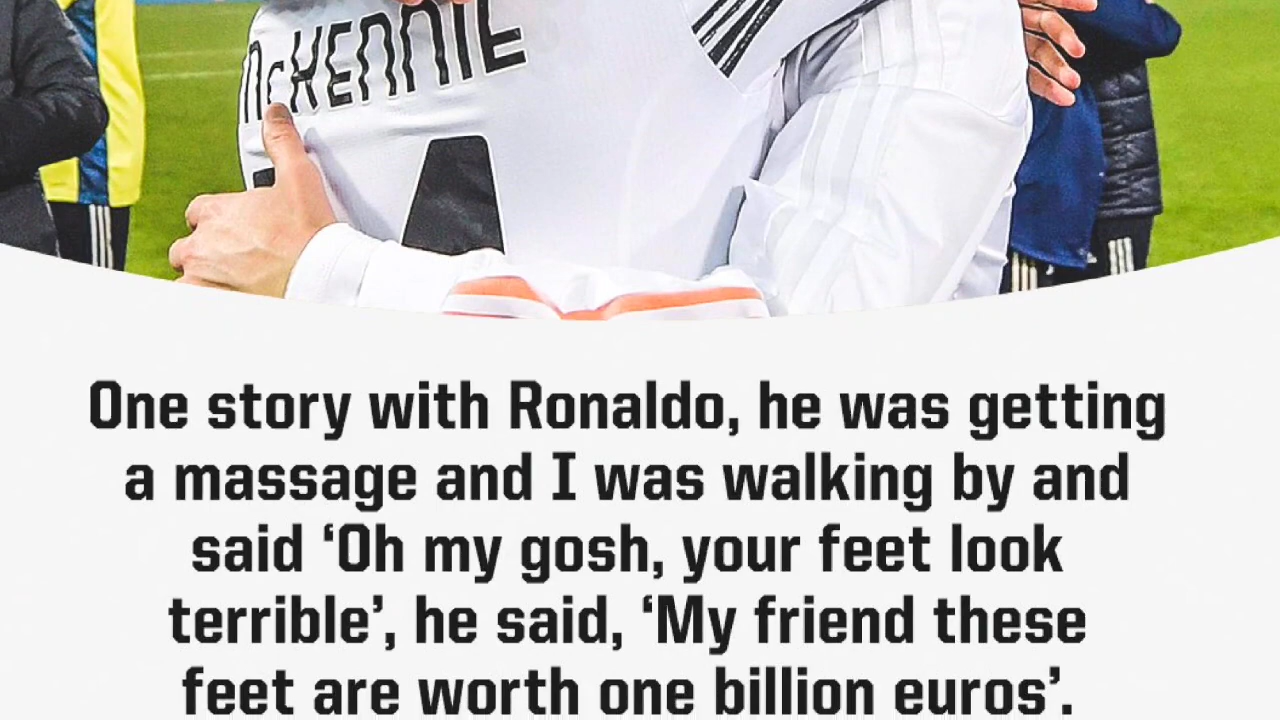 McKENNIE
One story with Ronaldo, he was getting
a massage and I was walking by and
said ‘Oh my gosh, your feet look
terrible’, he said, ‘My friend these
feet are worth one billion euros’.